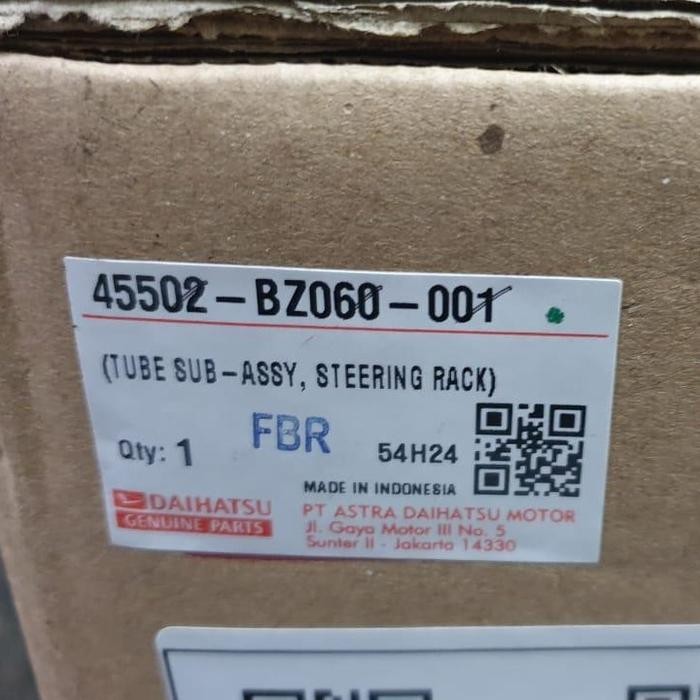 45502-BZ060-001
(TUBE SUB-ASSY, STEERING RACK)
Qty: 1 FBR 54H24
MADE IN INDONESIA
DAIHATSU
GENUINE PARTS
PT ASTRA DAIHATSU MOTOR
Jl. Gaya Motor III No. 5
Sunter II - Jakarta 14330